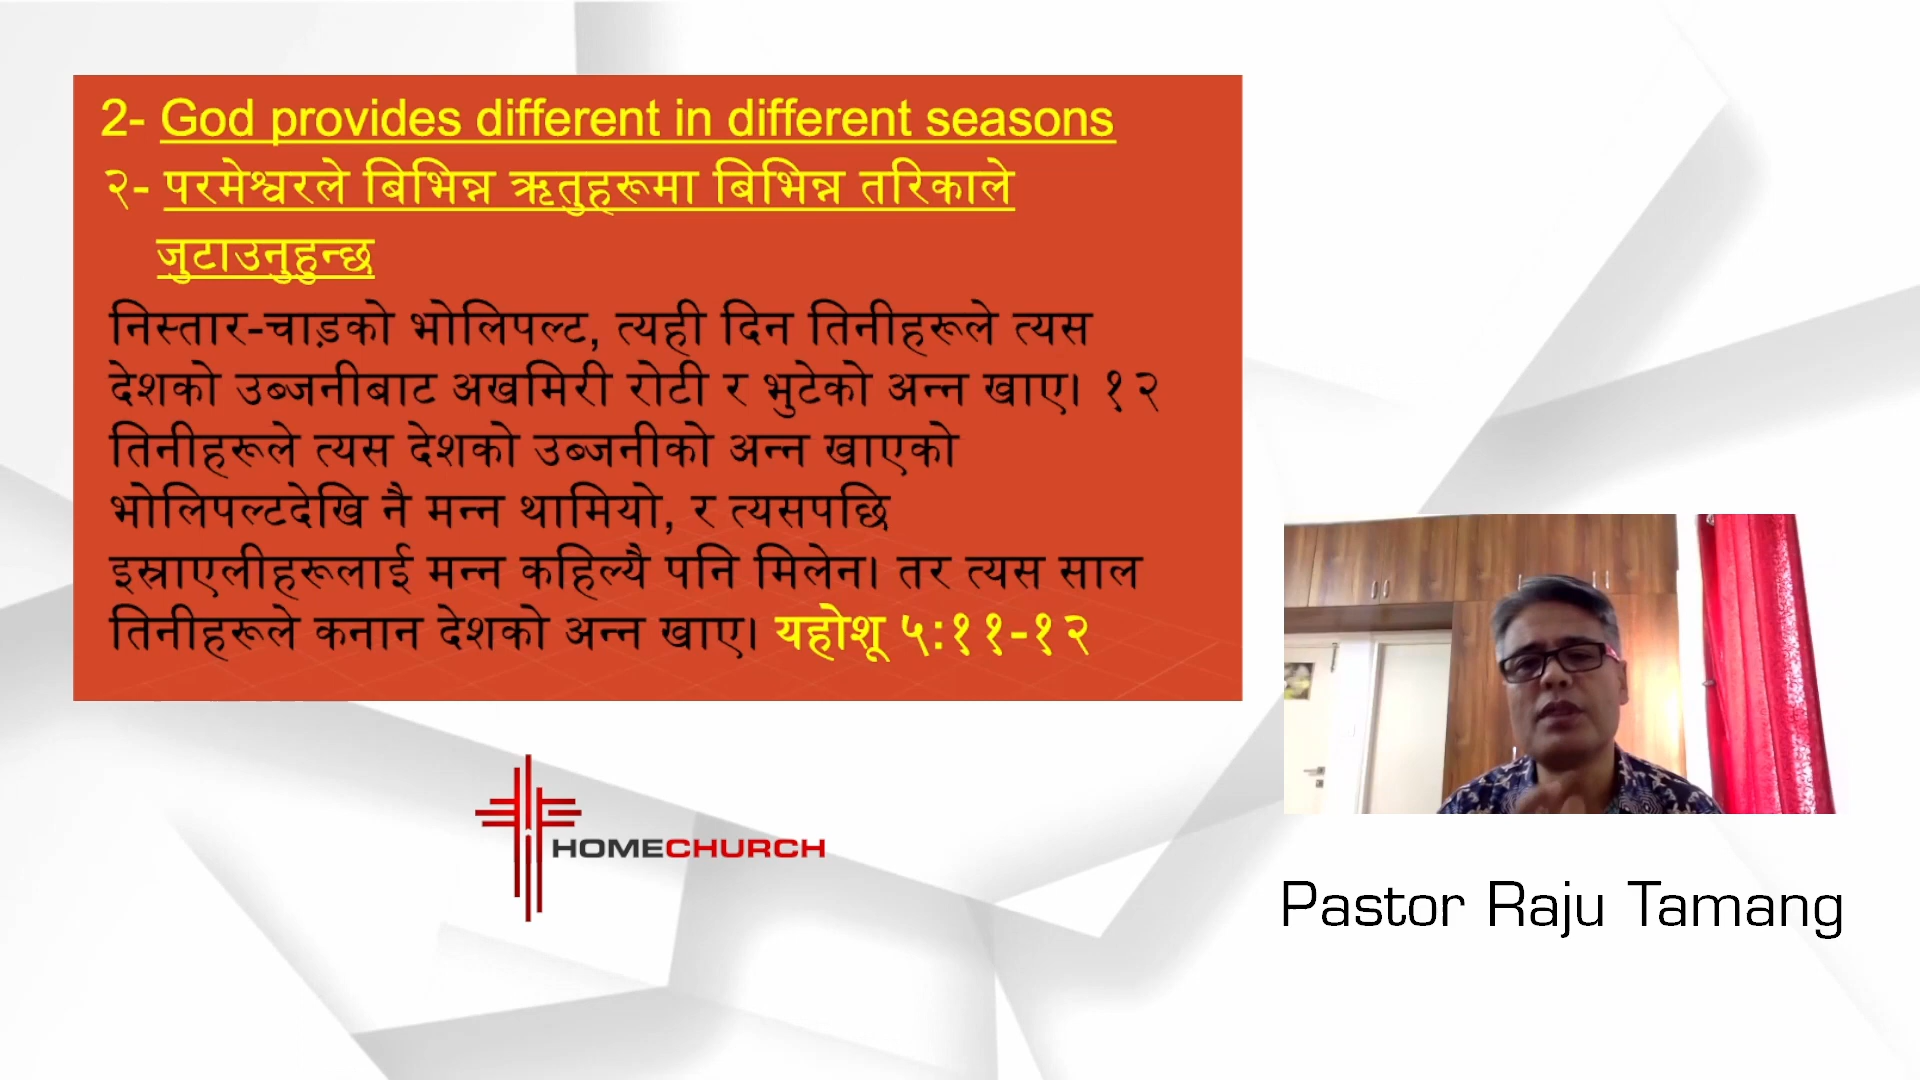 2- God provides different in different seasons
२- परमेश्वरले बिभिन्न ऋतुहरूमा बिभिन्न तरिकाले
जुटाउनुहुन्छ
निस्तार-चाड़को भोलिपल्ट, त्यही दिन तिनीहरूले त्यस
देशको उब्जनीबाट अखमिरी रोटी र भुटेको अन्न खाए। १२
तिनीहरूले त्यस देशको उब्जनीको अन्न खाएको
भोलिपल्टदेखि नै मन्न थामियो, र त्यसपछि
इस्राएलीहरूलाई मन्न कहिल्यै पनि मिलेन। तर त्यस साल
तिनीहरूले कनान देशको अन्न खाए। यहोशू ५:११-१२
HOMECHURCH
Pastor Raju Tamang